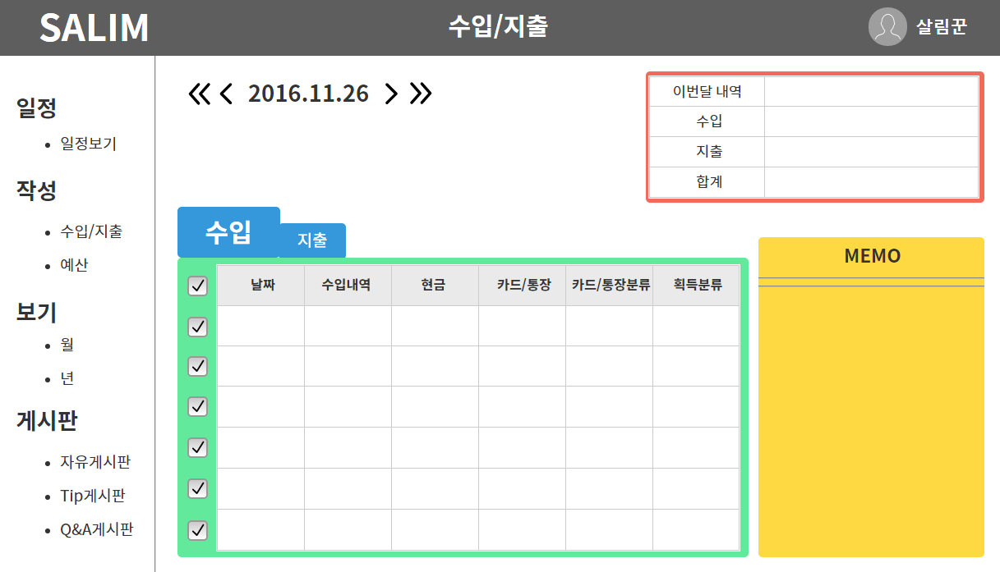 SALIM
수입/지출
살림꾼
일정
일정보기
작성
수입/지출
예산
보기
월
년
게시판
자유게시판
Tip게시판
Q&A게시판
2016.11.26
이번달 내역
수입
지출
합계
수입
지출
날짜 수입내역 현금 카드/통장 카드/통장분류 획득분류
MEMO